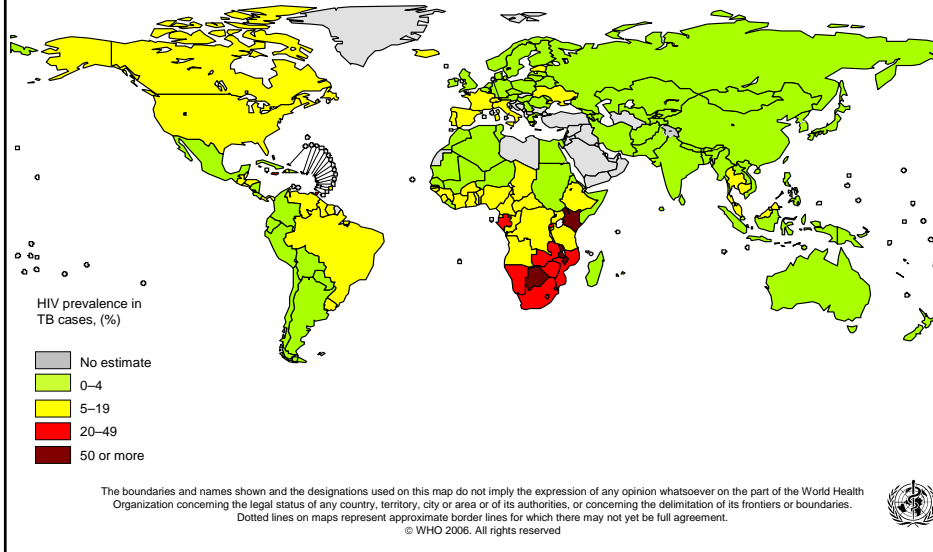 HIV prevalence in
TB cases, (%)
No estimate
0–4
5–19
20–49
50 or more
The boundaries and names shown and the designations used on this map do not imply the expression of any opinion whatsoever on the part of the World Health
Organization concerning the legal status of any country, territory, city or area or of its authorities, or concerning the delimitation of its frontiers or boundaries.
Dotted lines on maps represent approximate border lines for which there may not yet be full agreement.
© WHO 2006. All rights reserved